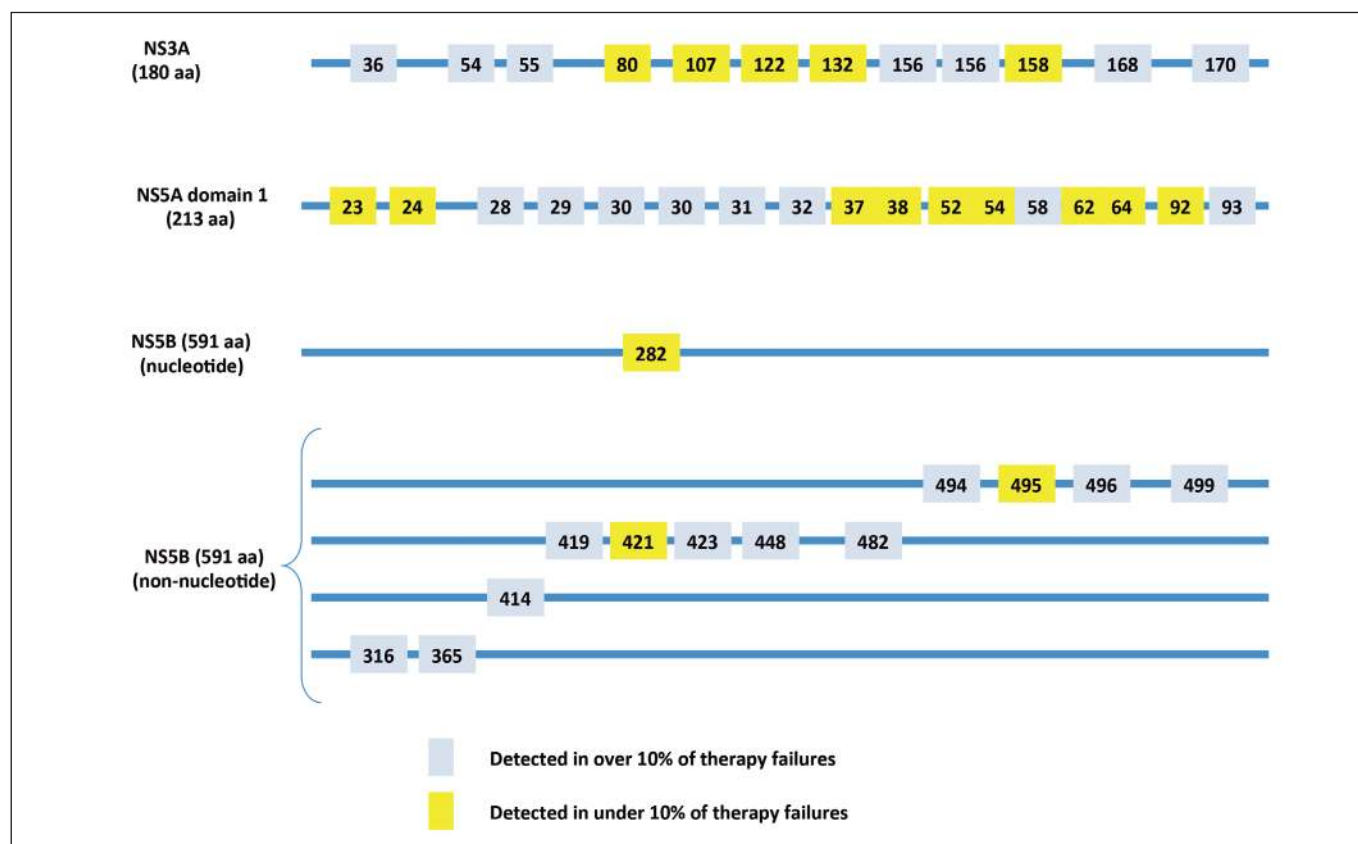 NS3A
(180 aa)
36 54 55 80 107 122 132 156 156 158 168 170
NS5A domain 1
(213 aa)
23 24 28 29 30 30 31 32 37 38 52 54 58 62 64 92 93
NS5B (591 aa)
(nucleotide)
282
NS5B (591 aa)
(non-nucleotide)
494 495 496 499
419 421 423 448 482
414
316 365
Detected in over 10% of therapy failures
Detected in under 10% of therapy failures